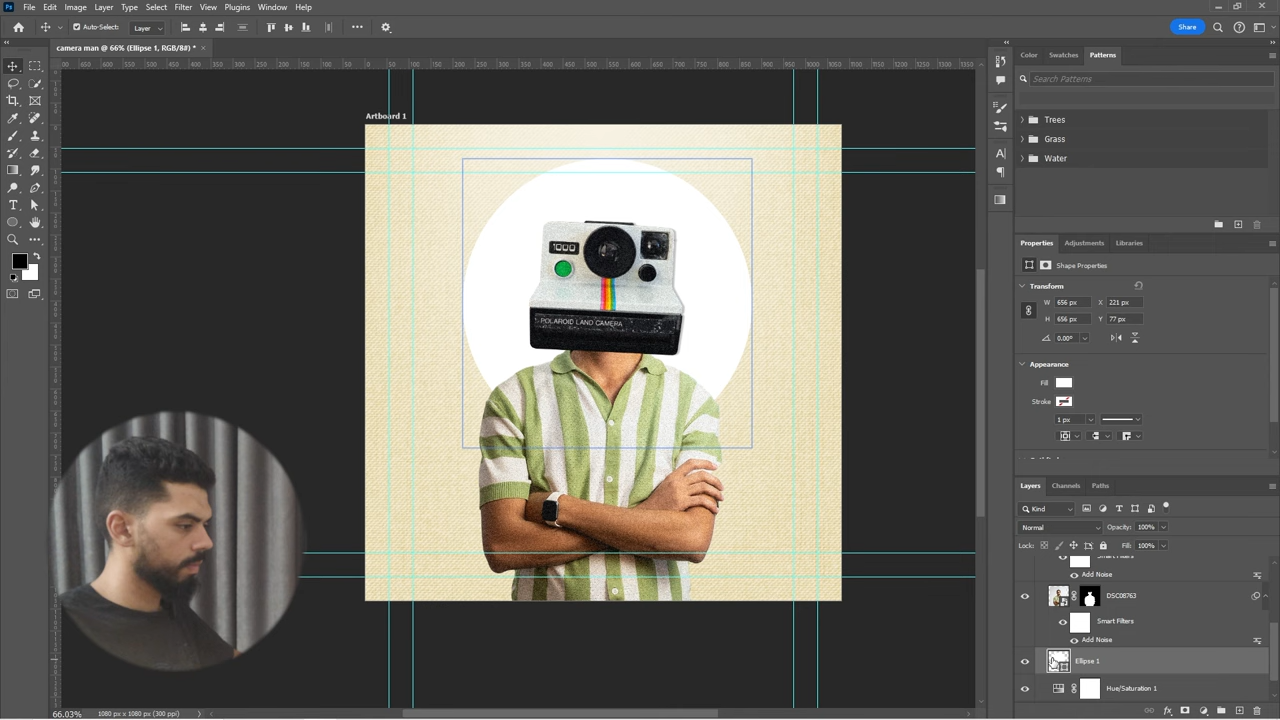 File Edit Image Layer Type Select Filter View Plugins Window Help
Auto-Select: Layer Share
camera man @ 66% (Ellipse 1, RGB/8#) *
Color Swatches Patterns
Search Patterns
Trees
Grass
Water
Artboard 1
1000
POLAROID LAND CAMERA
Properties Adjustments Libraries
Shape Properties
Transform
W 656 px X 221 px
H 656 px Y 77 px
0.00°
Appearance
Fill
Stroke
1 px
Layers Channels Paths
Kind
Normal Opacity: 100%
Lock: Fill: 100%
Add Noise
DSC08763
Smart Filters
Add Noise
Ellipse 1
Hue/Saturation 1
66.03% 1080 px x 1080 px (300 ppi)